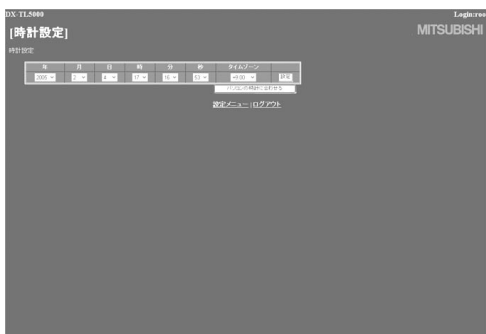 DX-TL5000
Login:roo
[時計設定]
MITSUBISHI
時計設定
年 月 日 時 分 秒 タイムゾーン
2005 2 4 17 16 53 +9:00 設定
パソコンの時計に合わせる
設定メニュー | ログアウト